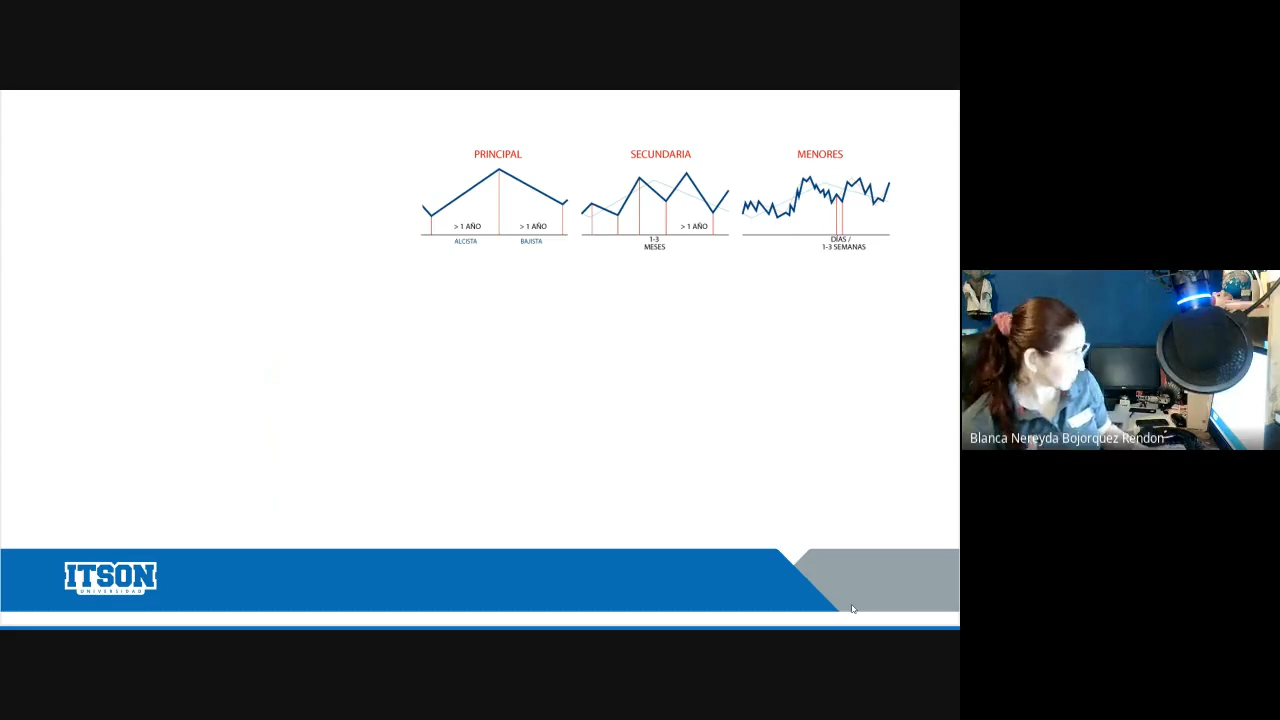 PRINCIPAL
> 1 AÑO
> 1 AÑO
ALCISTA
BAJISTA
SECUNDARIA
> 1 AÑO
1-3
MESES
MENORES
DÍAS /
1-3 SEMANAS
Blanca Nereyda Bojorquez Rendon
ITSON
UNIVERSIDAD